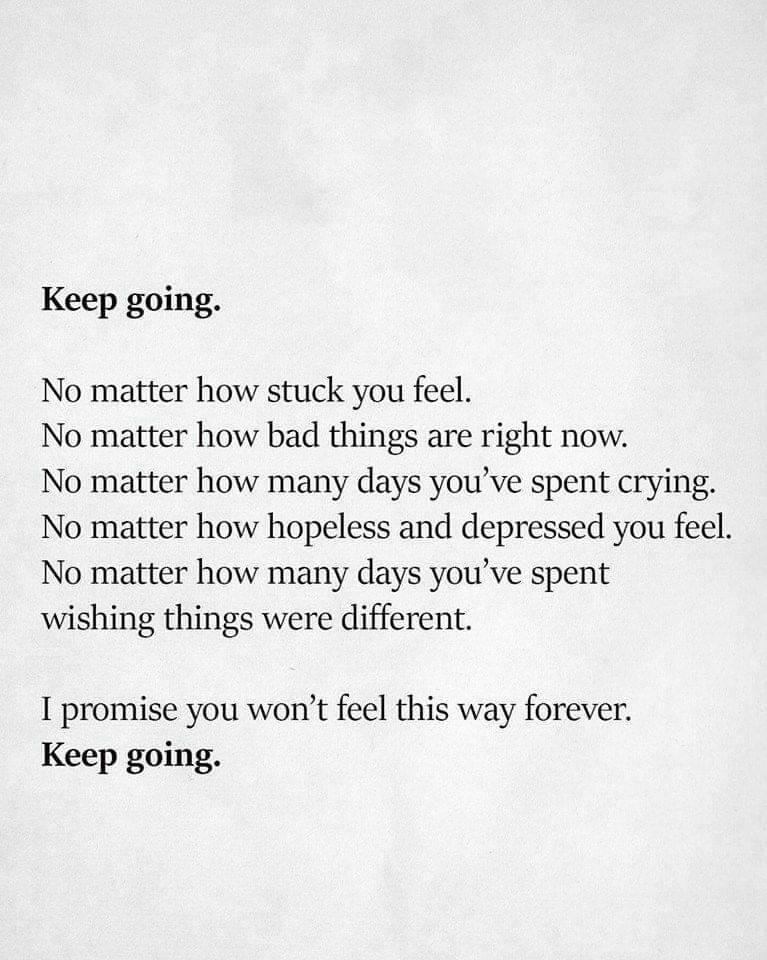 Keep going.
No matter how stuck you feel.
No matter how bad things are right now.
No matter how many days you’ve spent crying.
No matter how hopeless and depressed you feel.
No matter how many days you’ve spent
wishing things were different.
I promise you won’t feel this way forever.
Keep going.